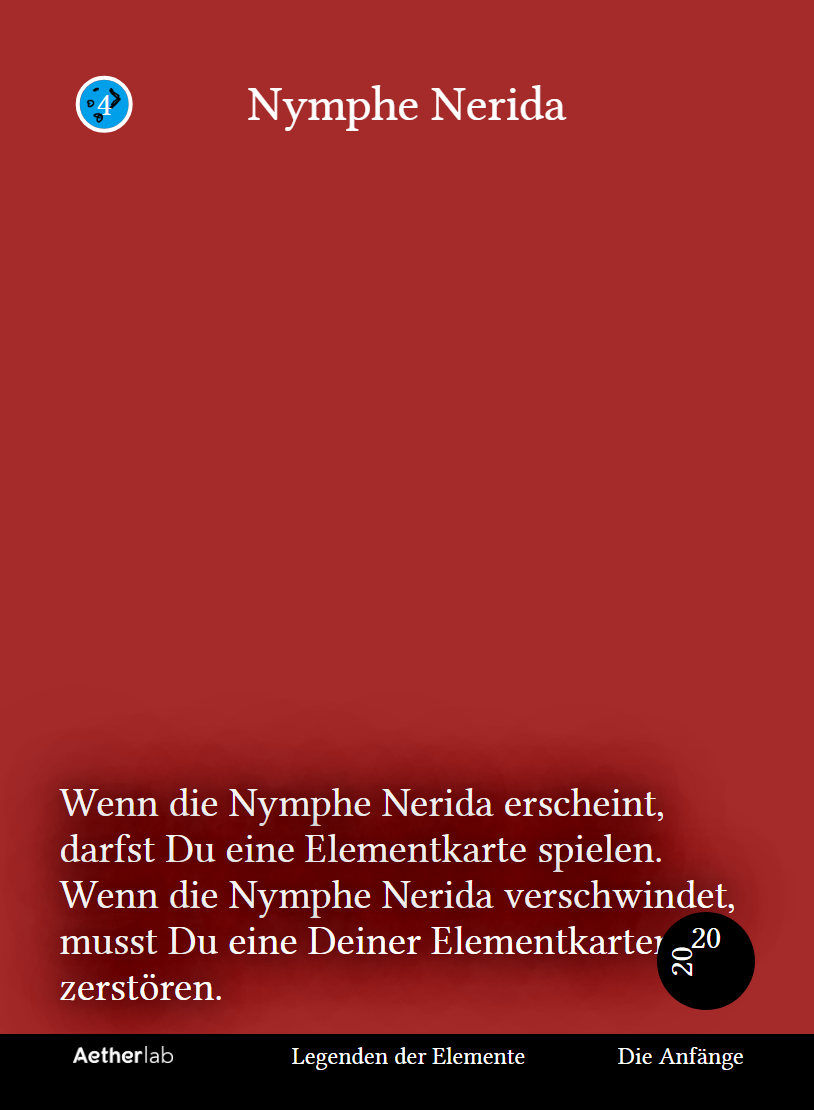 4
Nymphe Nerida
Wenn die Nymphe Nerida erscheint,
darfst Du eine Elementkarte spielen.
Wenn die Nymphe Nerida verschwindet,
musst Du eine Deiner Elementkarten
zerstören.
20
20
Aetherlab
Legenden der Elemente
Die Anfänge